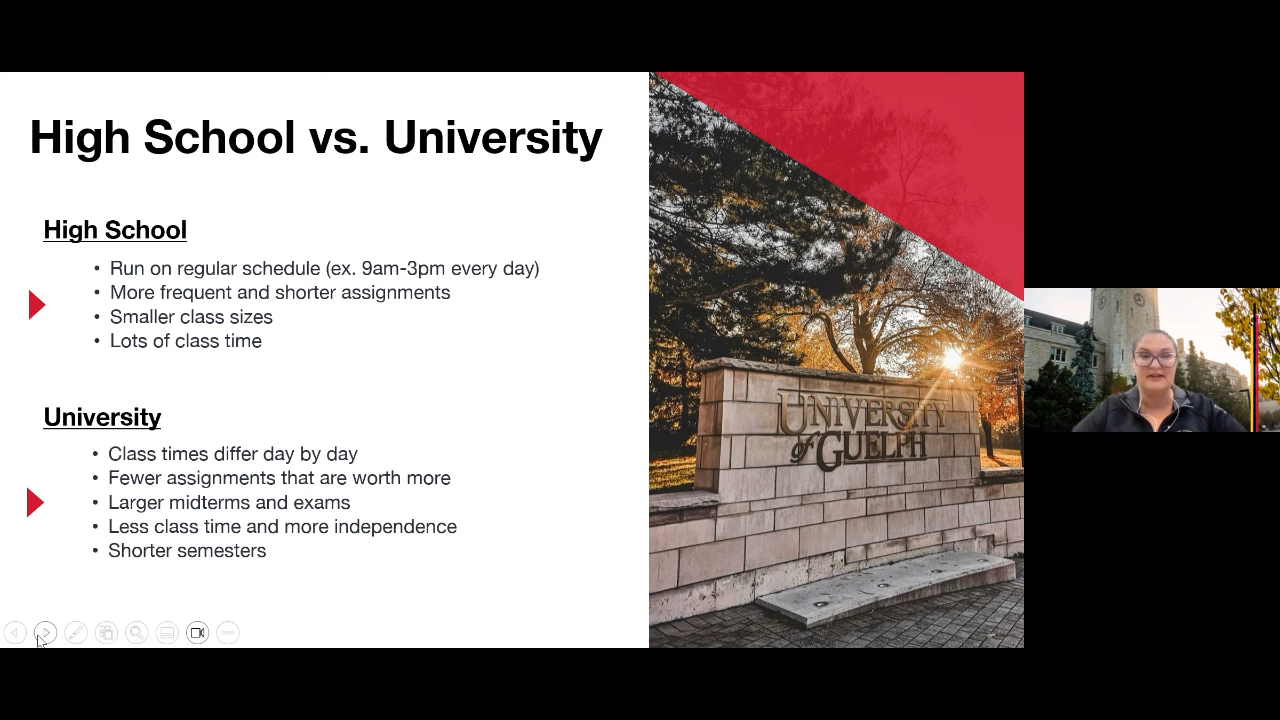 High School vs. University
High School
• Run on regular schedule (ex. 9am-3pm every day)
• More frequent and shorter assignments
• Smaller class sizes
• Lots of class time
University
• Class times differ day by day
• Fewer assignments that are worth more
• Larger midterms and exams
• Less class time and more independence
• Shorter semesters
UNIVERSITY
of GUELPH